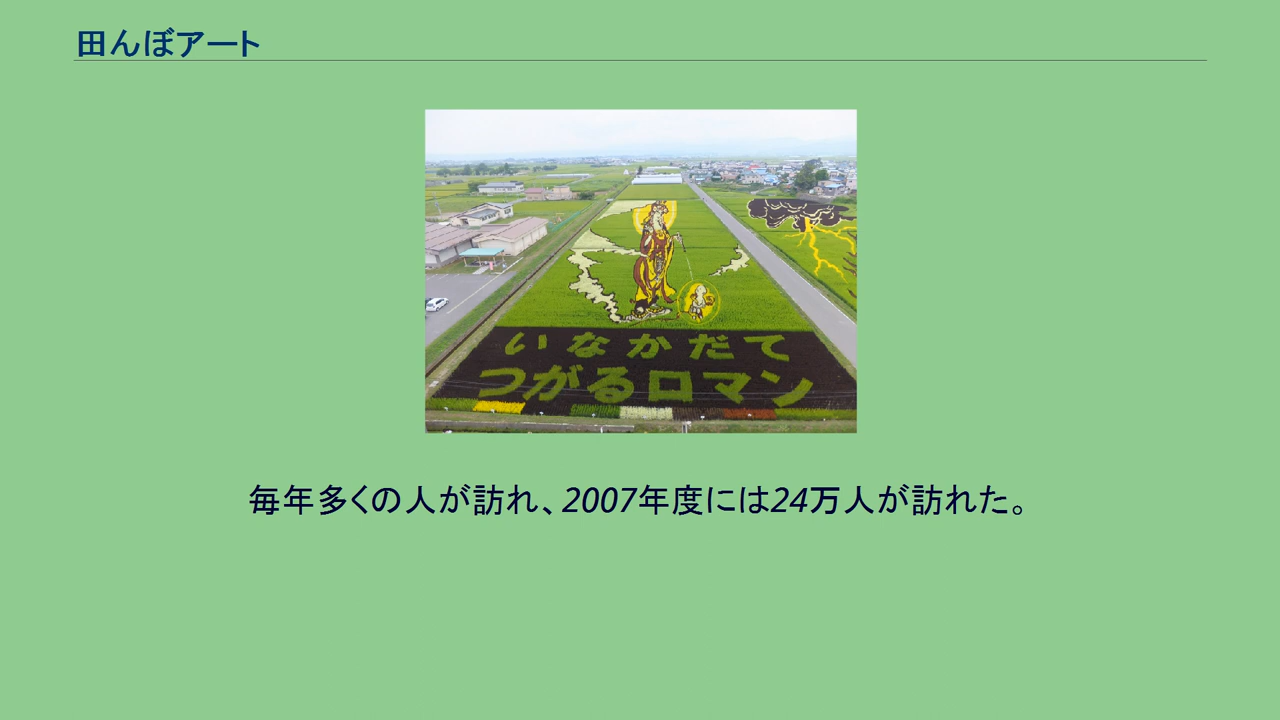 田んぼアート
いなかだて
つがるロマン
毎年多くの人が訪れ、2007年度には24万人が訪れた。